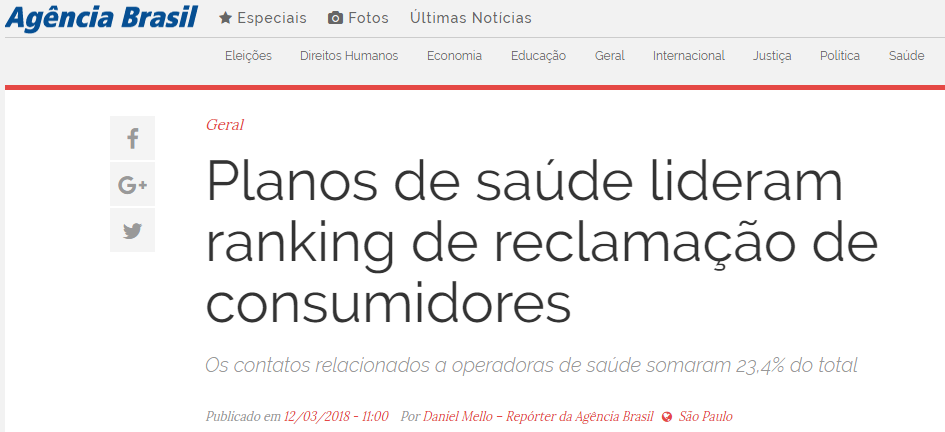 Agência Brasil Especiais Fotos Últimas Notícias
Eleições Direitos Humanos Economia Educação Geral Internacional Justiça Política Saúde
Geral
Planos de saúde lideram
ranking de reclamação de
consumidores
Os contatos relacionados a operadoras de saúde somaram 23,4% do total
Publicado em 12/03/2018 - 11:00 Por Daniel Mello – Repórter da Agência Brasil São Paulo